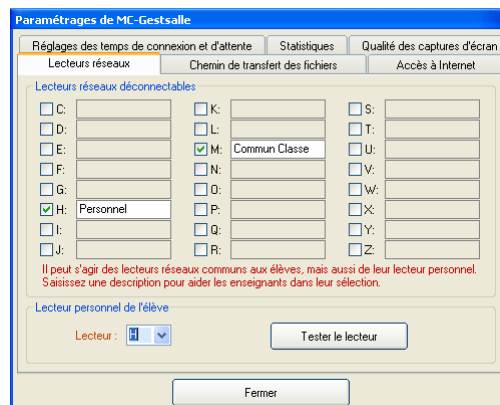 Paramétrages de MC-Gestsalle
Réglages des temps de connexion et d'attente Statistiques Qualité des captures d'écran
Lecteurs réseaux Chemin de transfert des fichiers Accès à Internet
Lecteurs réseaux déconnectables
C: K: S:
D: L: T:
E: M: Commun Classe U:
F: N: V:
G: O: W:
H: Personnel P: X:
I: Q: Y:
J: R: Z:
Il peut s'agir des lecteurs réseaux communs aux élèves, mais aussi de leur lecteur personnel.
Saisissez une description pour aider les enseignants dans leur sélection.
Lecteur personnel de l'élève
Lecteur : H Tester le lecteur
Fermer